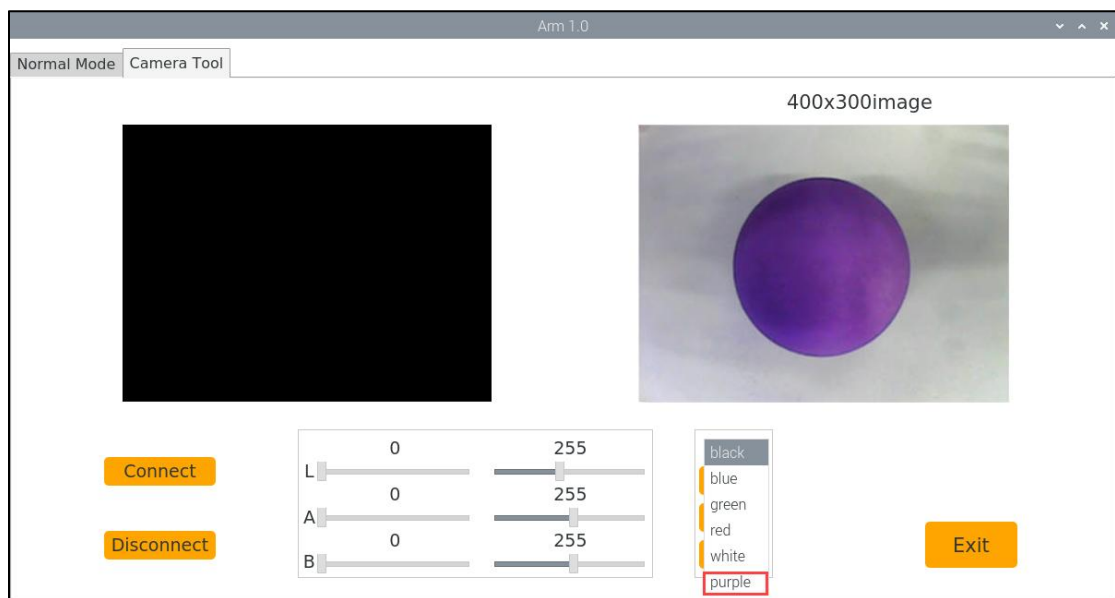 Arm 1.0
Normal Mode Camera Tool
400x300image
Connect
Disconnect
0 255
L
0 255
A
0 255
B
black
blue
green
red
white
purple
Exit